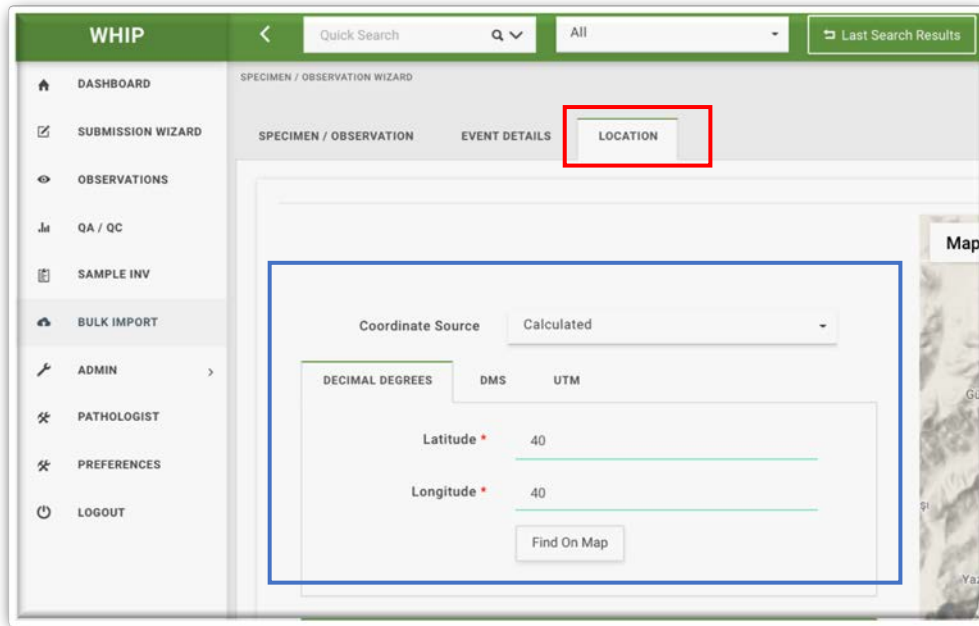 WHIP
Quick Search
All
Last Search Results
DASHBOARD
SUBMISSION WIZARD
OBSERVATIONS
QA / QC
SAMPLE INV
BULK IMPORT
ADMIN
PATHOLOGIST
PREFERENCES
LOGOUT
SPECIMEN / OBSERVATION WIZARD
SPECIMEN / OBSERVATION EVENT DETAILS LOCATION
Coordinate Source Calculated
DECIMAL DEGREES DMS UTM
Latitude * 40
Longitude * 40
Find On Map
Map